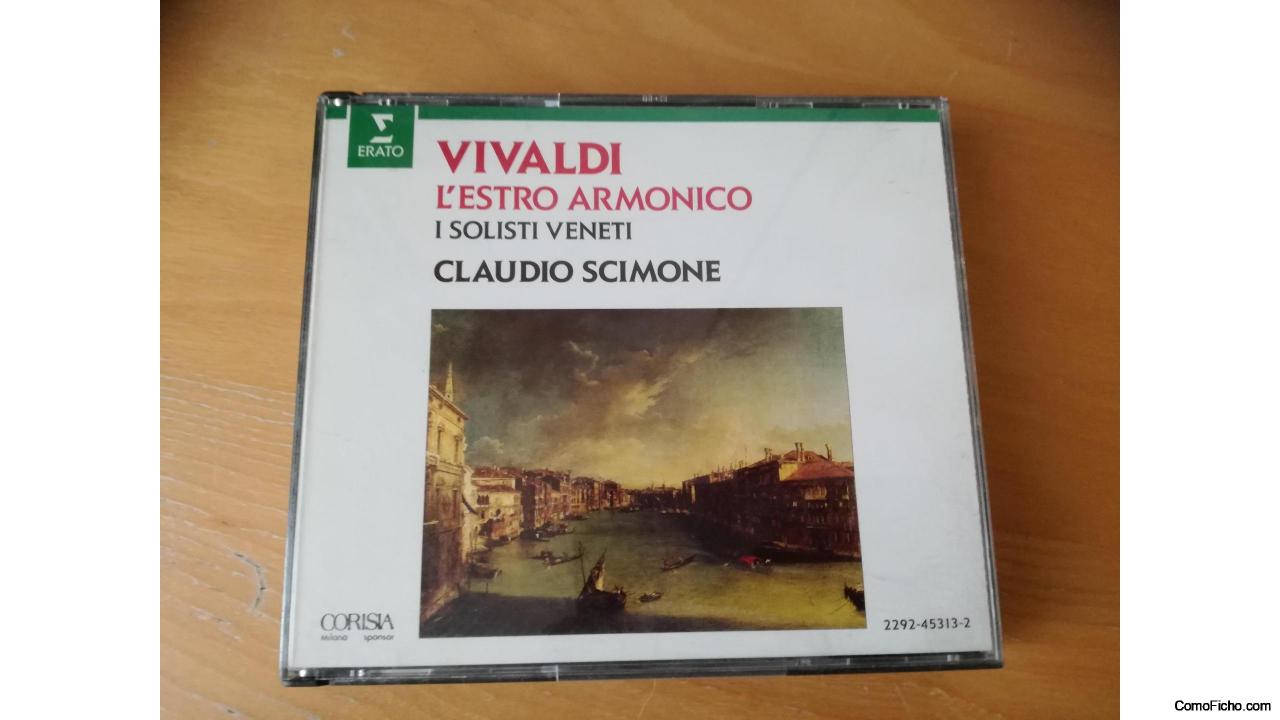 ERATO
VIVALDI
L'ESTRO ARMONICO
I SOLISTI VENETI
CLAUDIO SCIMONE
CORISIA
Milano sponsor
2292-45313-2
ComoFicho.com